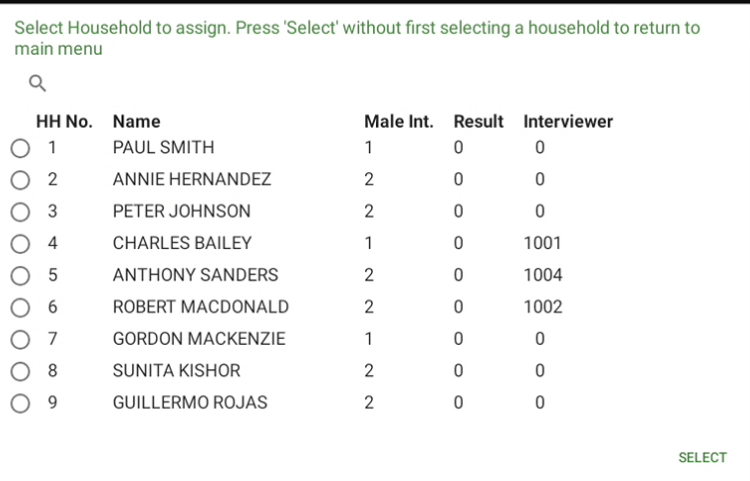 Select Household to assign. Press 'Select' without first selecting a household to return to
main menu
HH No. Name Male Int. Result Interviewer
1 PAUL SMITH 1 0 0
2 ANNIE HERNANDEZ 2 0 0
3 PETER JOHNSON 2 0 0
4 CHARLES BAILEY 1 0 1001
5 ANTHONY SANDERS 2 0 1004
6 ROBERT MACDONALD 2 0 1002
7 GORDON MACKENZIE 1 0 0
8 SUNITA KISHOR 2 0 0
9 GUILLERMO ROJAS 2 0 0
SELECT